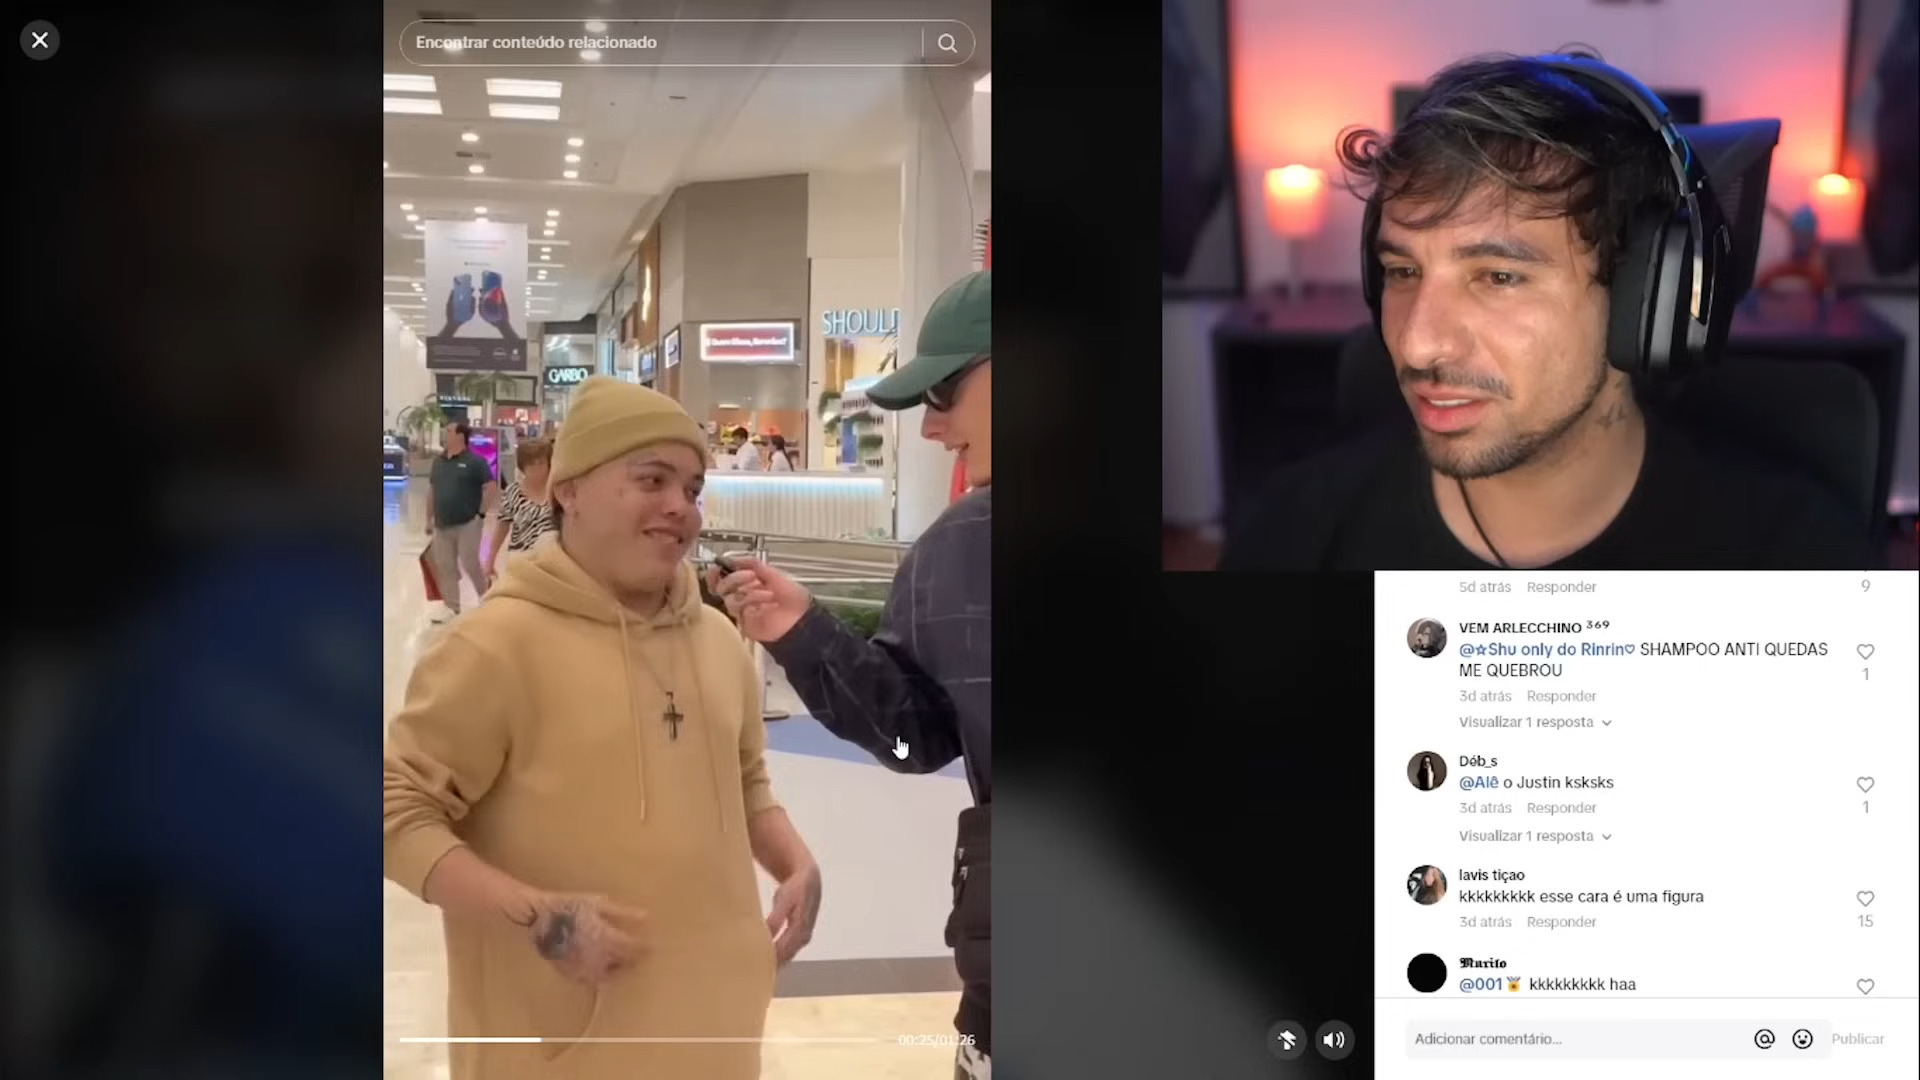 Encontrar conteúdo relacionado
GARBO
SHOULD
00:25/01:26
5d atrás Responder
9
VEM ARLECCHINO ³⁶⁹
@☆Shu only do Rinrin♡ SHAMPOO ANTI QUEDAS
ME QUEBROU
1
3d atrás Responder
Visualizar 1 resposta
Déb_s
@Alê o Justin ksksks
1
3d atrás Responder
Visualizar 1 resposta
lavis tiçao
kkkkkkkkk esse cara é uma figura
3d atrás Responder
15
𝕸𝖚𝖗𝖎𝖑𝖔
@001🏅 kkkkkkkkk haa
Adicionar comentário...
Publicar